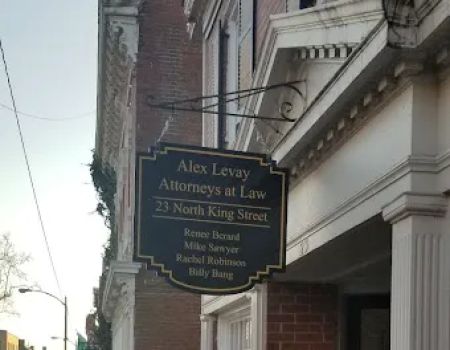 Alex Levay
Attorneys at Law
23 North King Street
Renee Berard
Mike Sawyer
Rachel Robinson
Billy Bang